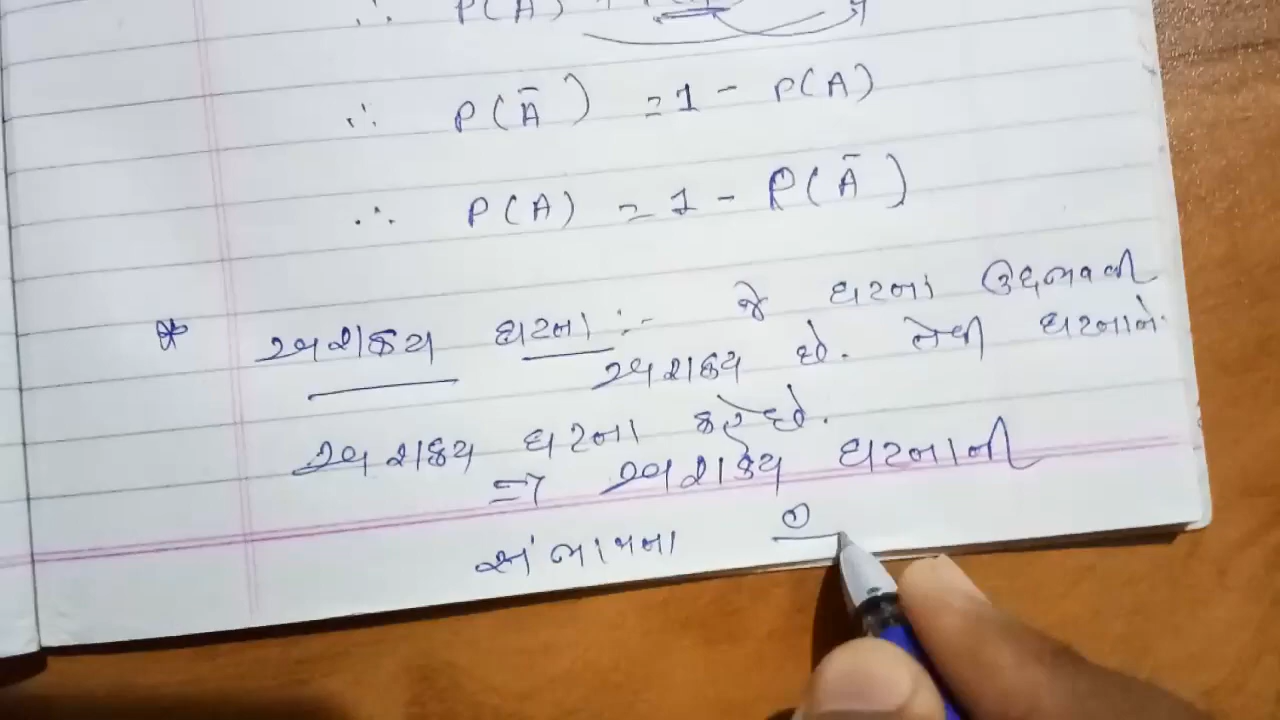 ∴ P(A)
∴ P(Ā) = 1 - P(A)
∴ P(A) = 1 - P(Ā)
* અશક્ય ઘટના :- જે ઘટના ઉદ્ભવવી
અશક્ય છે. તેવી ઘટનાને
અશક્ય ઘટના કહે છે.
⇒ અશક્ય ઘટનાની
સંભાવના 0